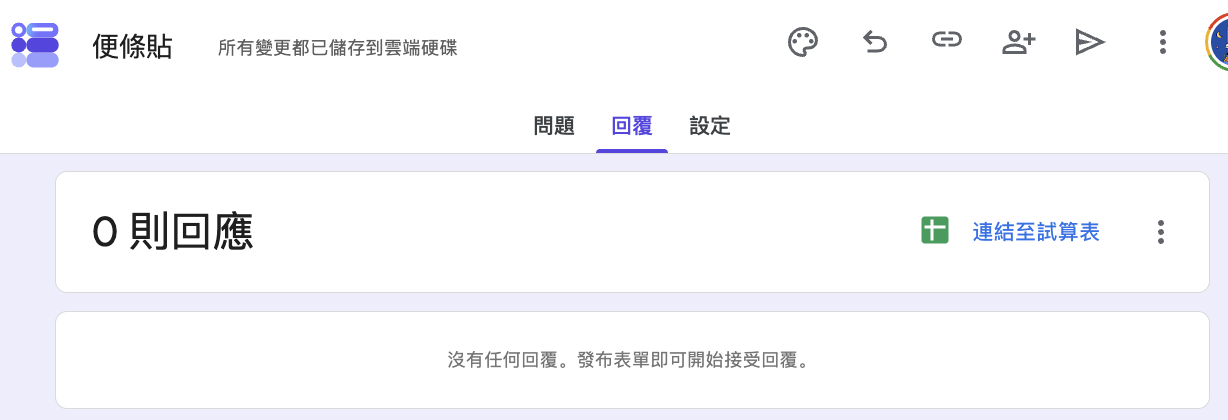 便條貼 所有變更都已儲存到雲端硬碟
問題 回覆 設定
0 則回應 連結至試算表
沒有任何回覆。發布表單即可開始接受回覆。